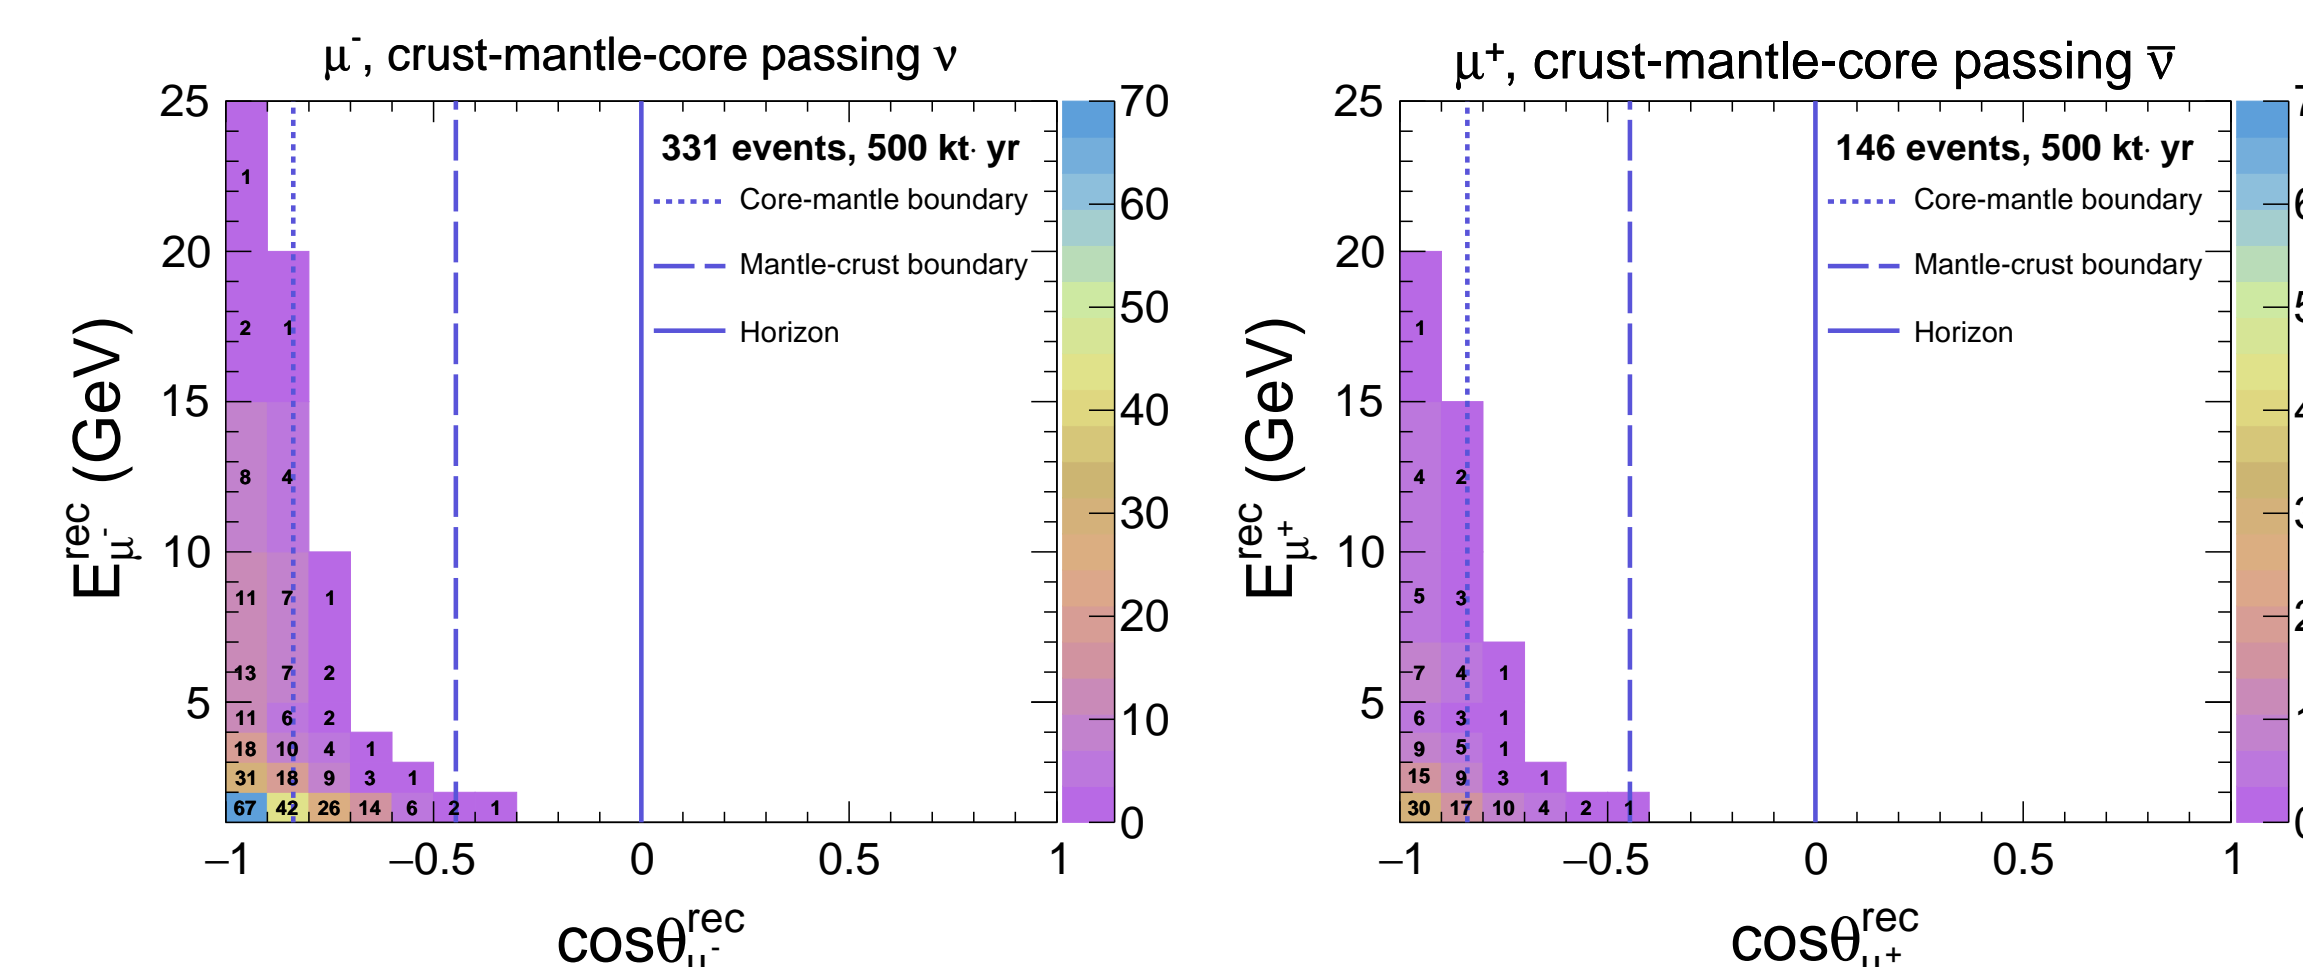 μ⁻, crust-mantle-core passing ν
25
20
15
10
5
E^rec_μ⁻ (GeV)
331 events, 500 kt· yr
Core-mantle boundary
Mantle-crust boundary
Horizon
1
2 1
8 4
11 7 1
13 7 2
11 6 2
18 10 4 1
31 18 9 3 1
67 42 26 14 6 2 1
−1 −0.5 0 0.5 1
cosθ^rec_μ⁻
70
60
50
40
30
20
10
0
μ⁺, crust-mantle-core passing ν̅
25
20
15
10
5
E^rec_μ⁺ (GeV)
146 events, 500 kt· yr
Core-mantle boundary
Mantle-crust boundary
Horizon
1
4 2
5 3
7 4 1
6 3 1
9 5 1
15 9 3 1
30 17 10 4 2 1
−1 −0.5 0 0.5 1
cosθ^rec_μ⁺